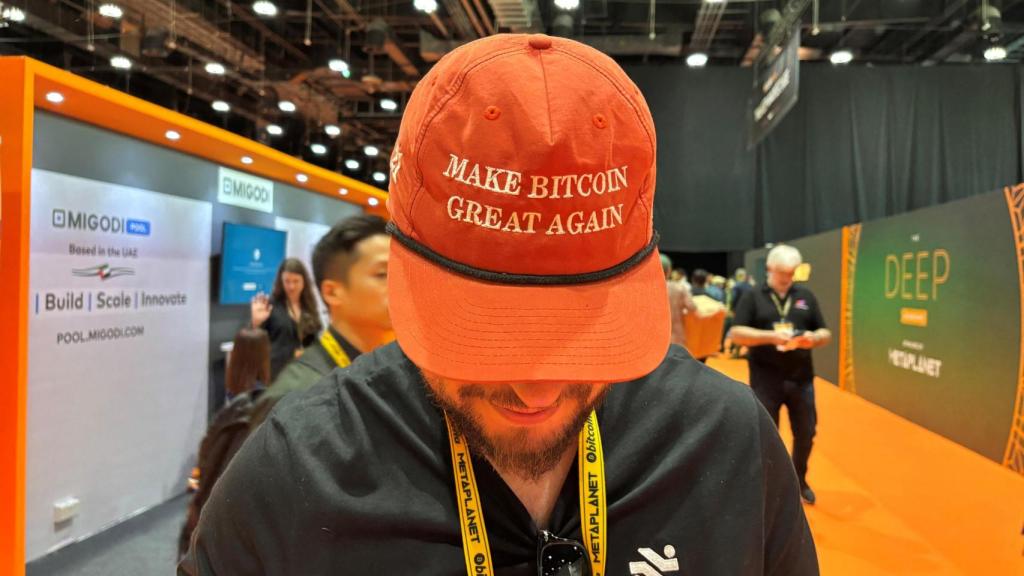 MAKE BITCOIN
GREAT AGAIN
MIGODI
MIGODI POOL
Based in the UAE
| Build | Scale | Innovate
POOL.MIGODI.COM
THE
DEEP
METAPLANET
METAPLANET
@bitcoin
METAPLANET